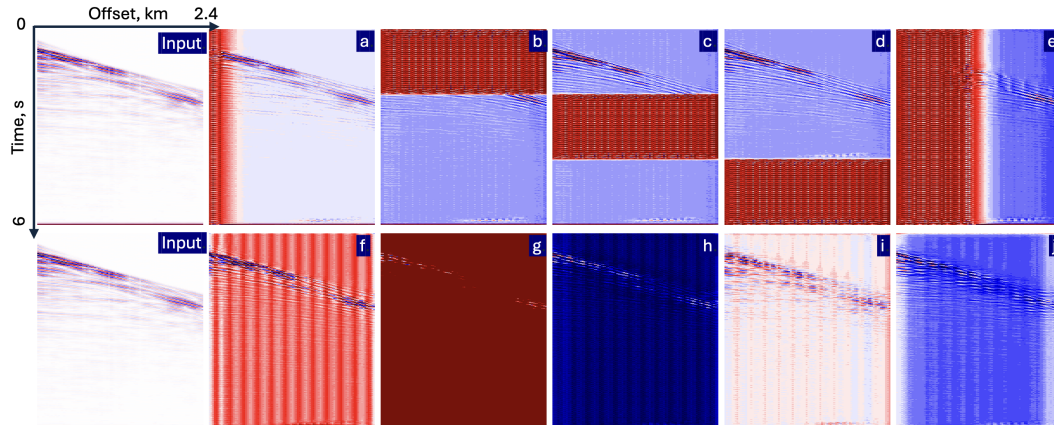 Offset, km 2.4
0
Time, s
6
Input a b c d e
Input f g h i j